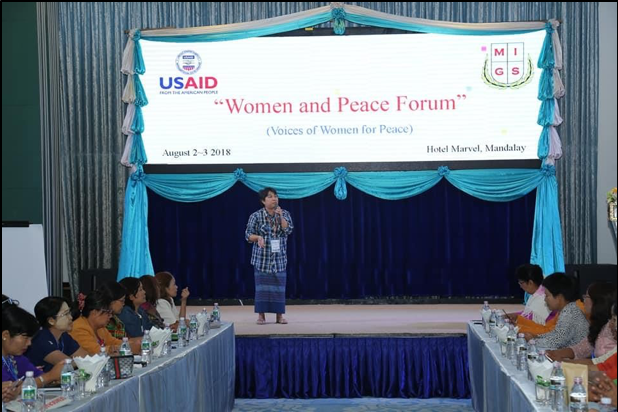 USAID
FROM THE AMERICAN PEOPLE
M I
G S
“Women and Peace Forum”
(Voices of Women for Peace)
August 2–3 2018
Hotel Marvel, Mandalay